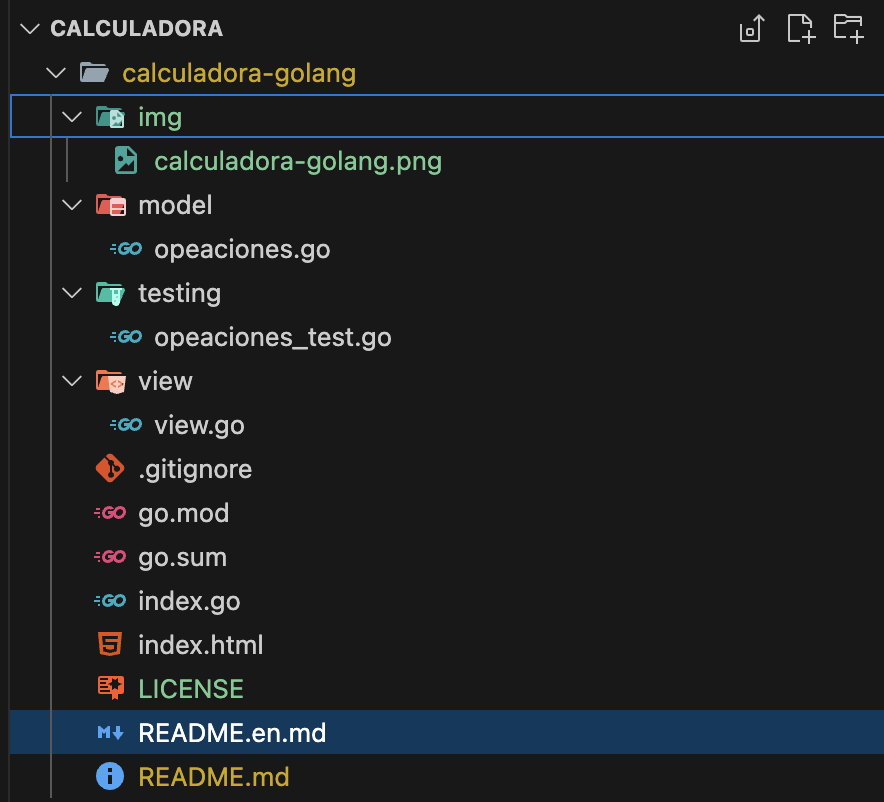 CALCULADORA
calculadora-golang
img
calculadora-golang.png
model
GO opeaciones.go
testing
GO opeaciones_test.go
view
GO view.go
.gitignore
GO go.mod
GO go.sum
GO index.go
index.html
LICENSE
README.en.md
README.md